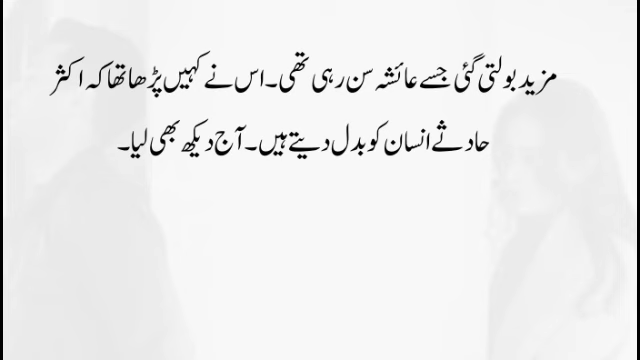 مزید بولتی گئی جسے عائشہ سن رہی تھی۔ اس نے کہیں پڑھا تھا کہ اکثر
حادثے انسان کو بدل دیتے ہیں۔ آج دیکھ بھی لیا۔